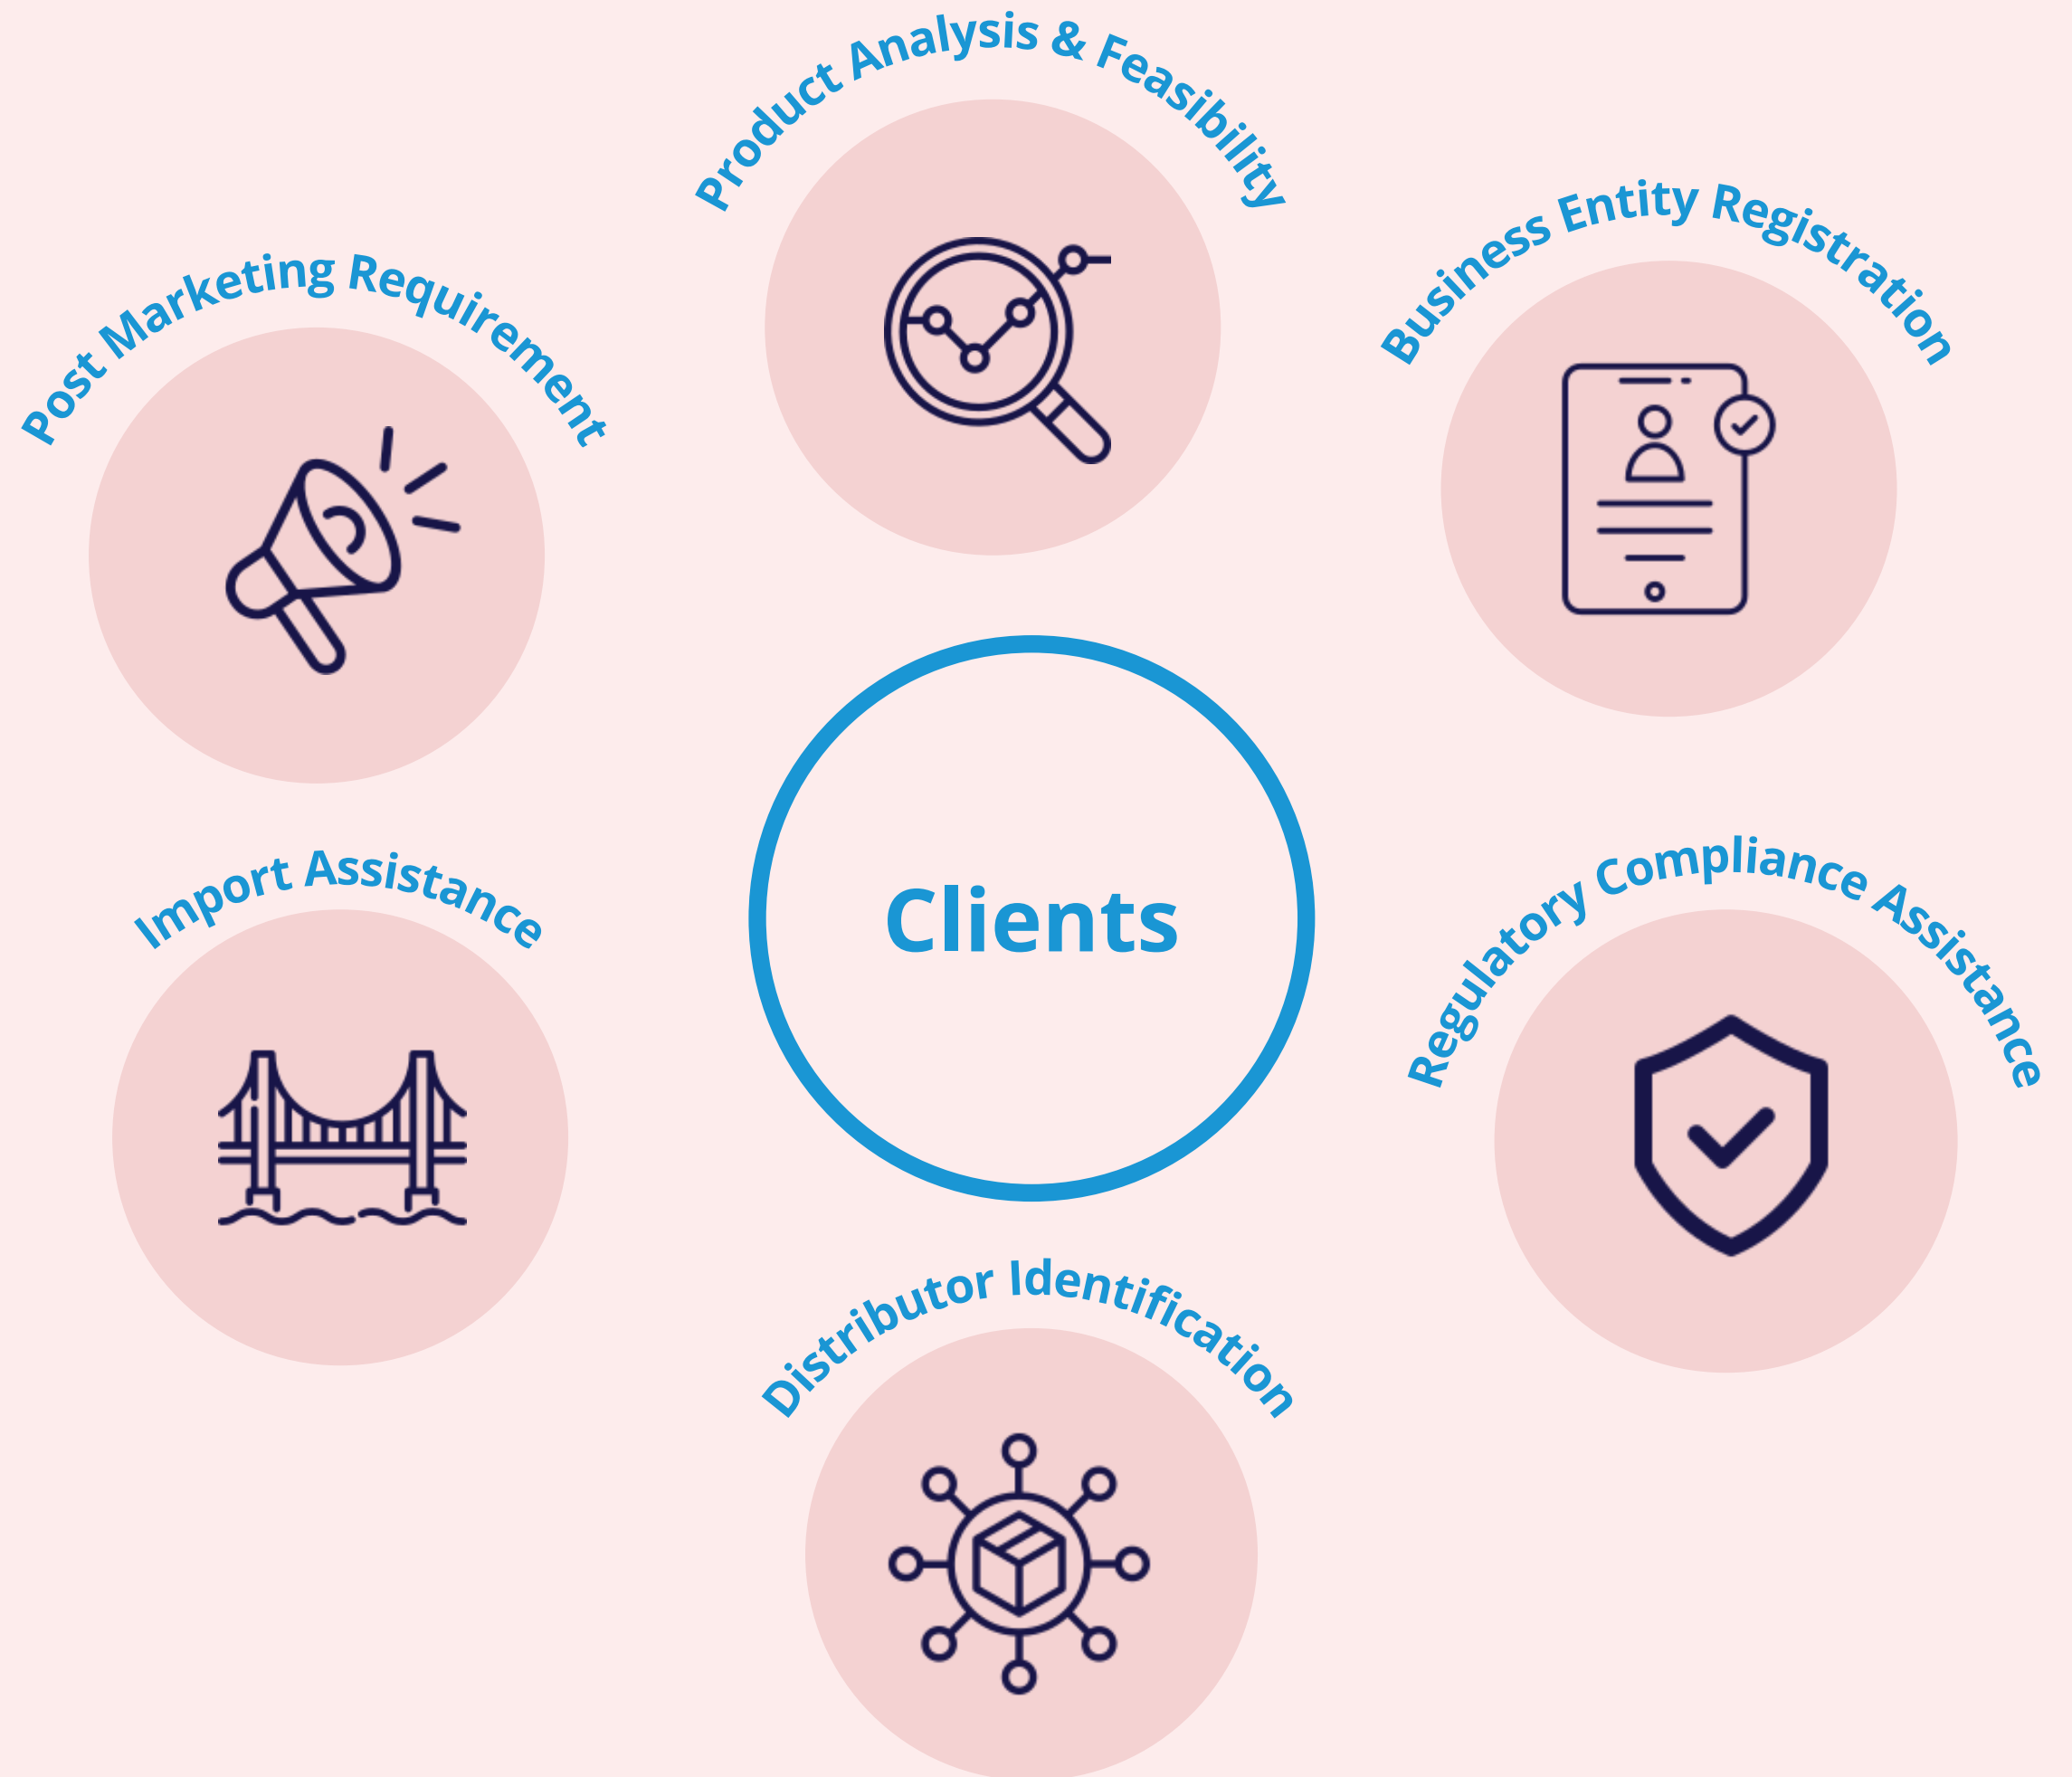 Product Analysis & Feasibility
Business Entity Registration
Post Marketing Requirement
Clients
Regulatory Compliance Assistance
Import Assistance
Distributor Identification